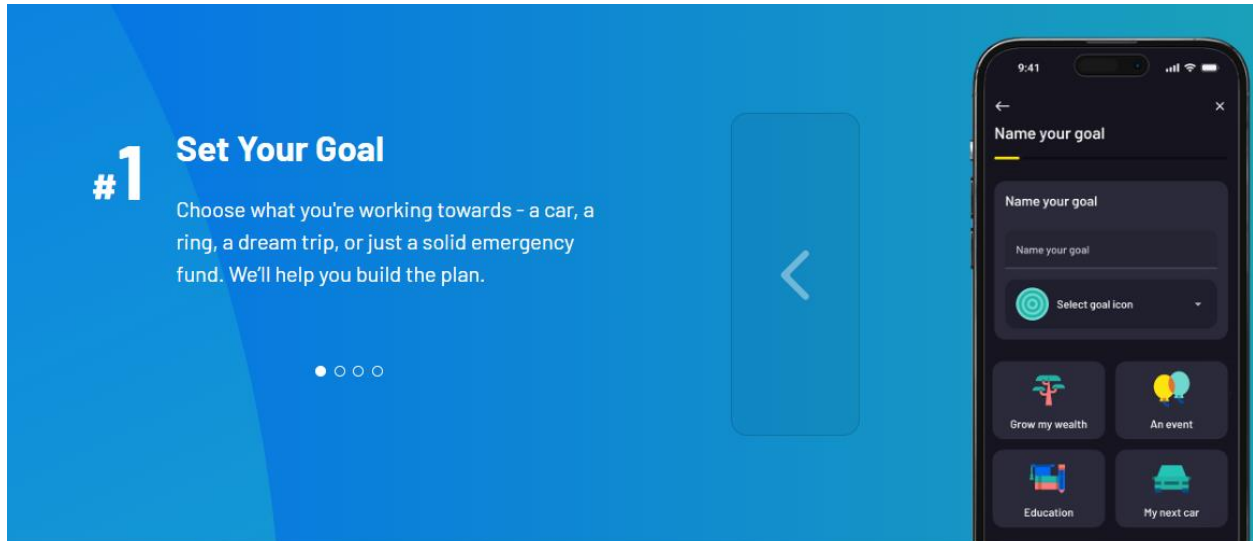 #1
Set Your Goal
Choose what you're working towards - a car, a
ring, a dream trip, or just a solid emergency
fund. We’ll help you build the plan.
9:41
Name your goal
Name your goal
Name your goal
Select goal icon
Grow my wealth
An event
Education
My next car